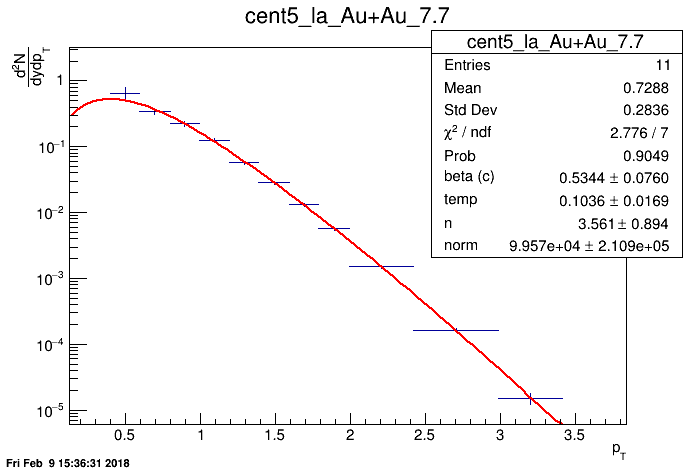 cent5_la_Au+Au_7.7
d²N
dydp_T
cent5_la_Au+Au_7.7
Entries 11
Mean 0.7288
Std Dev 0.2836
χ² / ndf 2.776 / 7
Prob 0.9049
beta (c) 0.5344 ± 0.0760
temp 0.1036 ± 0.0169
n 3.561 ± 0.894
norm 9.957e+04 ± 2.109e+05
1
10⁻¹
10⁻²
10⁻³
10⁻⁴
10⁻⁵
0.5 1 1.5 2 2.5 3 3.5
p_T
Fri Feb 9 15:36:31 2018